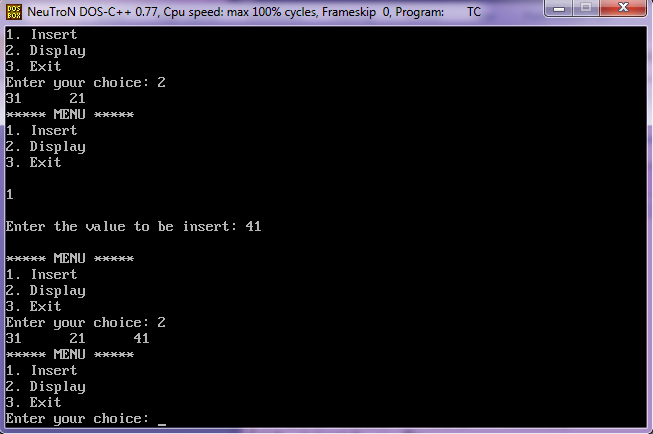 NeuTroN DOS-C++ 0.77, Cpu speed: max 100% cycles, Frameskip 0, Program: TC
1. Insert
2. Display
3. Exit
Enter your choice: 2
31 21
***** MENU *****
1. Insert
2. Display
3. Exit
1
Enter the value to be insert: 41
***** MENU *****
1. Insert
2. Display
3. Exit
Enter your choice: 2
31 21 41
***** MENU *****
1. Insert
2. Display
3. Exit
Enter your choice: _